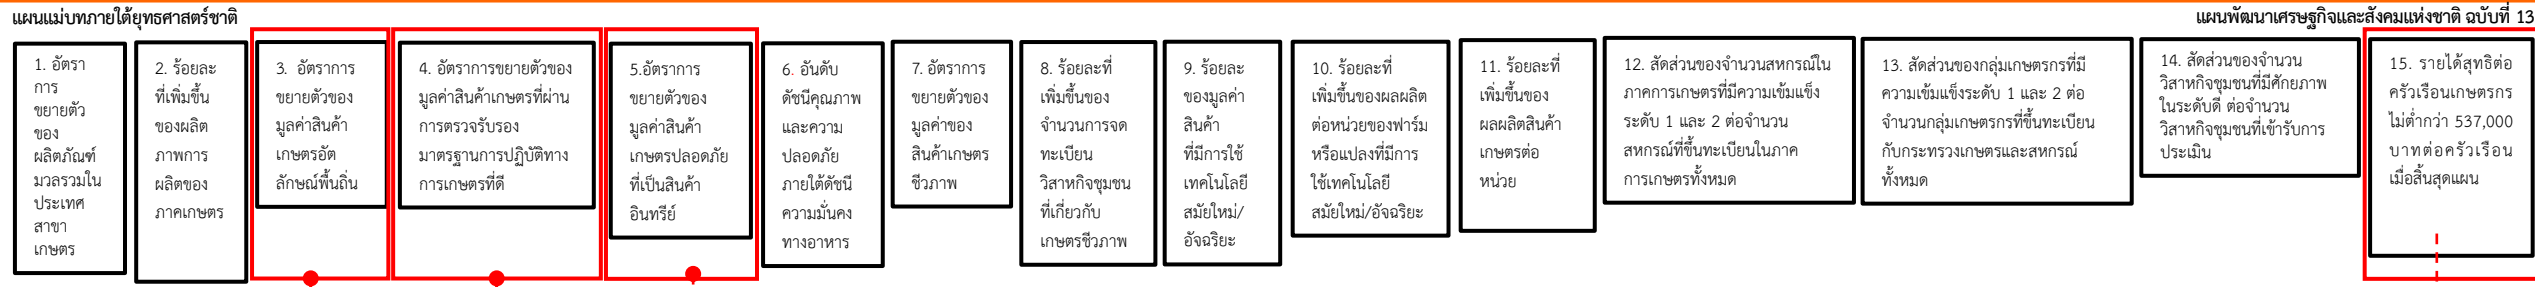 แผนแม่บทภายใต้ยุทธศาสตร์ชาติ
แผนพัฒนาเศรษฐกิจและสังคมแห่งชาติ ฉบับที่ 13
1. อัตรา
การ
ขยายตัว
ของ
ผลิตภัณฑ์
มวลรวมใน
ประเทศ
สาขา
เกษตร
2. ร้อยละ
ที่เพิ่มขึ้น
ของผลิต
ภาพการ
ผลิตของ
ภาคเกษตร
3. อัตราการ
ขยายตัวของ
มูลค่าสินค้า
เกษตรอัต
ลักษณ์พื้นถิ่น
4. อัตราการขยายตัวของ
มูลค่าสินค้าเกษตรที่ผ่าน
การตรวจรับรอง
มาตรฐานการปฏิบัติทาง
การเกษตรที่ดี
5.อัตราการ
ขยายตัวของ
มูลค่าสินค้า
เกษตรปลอดภัย
ที่เป็นสินค้า
อินทรีย์
6. อันดับ
ดัชนีคุณภาพ
และความ
ปลอดภัย
ภายใต้ดัชนี
ความมั่นคง
ทางอาหาร
7. อัตราการ
ขยายตัวของ
มูลค่าของ
สินค้าเกษตร
ชีวภาพ
8. ร้อยละที่
เพิ่มขึ้นของ
จำนวนการจด
ทะเบียน
วิสาหกิจชุมชน
ที่เกี่ยวกับ
เกษตรชีวภาพ
9. ร้อยละ
ของมูลค่า
สินค้า
ที่มีการใช้
เทคโนโลยี
สมัยใหม่/
อัจฉริยะ
10. ร้อยละที่
เพิ่มขึ้นของผลผลิต
ต่อหน่วยของฟาร์ม
หรือแปลงที่มีการ
ใช้เทคโนโลยี
สมัยใหม่/อัจฉริยะ
11. ร้อยละที่
เพิ่มขึ้นของ
ผลผลิตสินค้า
เกษตรต่อ
หน่วย
12. สัดส่วนของจำนวนสหกรณ์ใน
ภาคการเกษตรที่มีความเข้มแข็ง
ระดับ 1 และ 2 ต่อจำนวน
สหกรณ์ที่ขึ้นทะเบียนในภาค
การเกษตรทั้งหมด
13. สัดส่วนของกลุ่มเกษตรกรที่มี
ความเข้มแข็งระดับ 1 และ 2 ต่อ
จำนวนกลุ่มเกษตรกรที่ขึ้นทะเบียน
กับกระทรวงเกษตรและสหกรณ์
ทั้งหมด
14. สัดส่วนของจำนวน
วิสาหกิจชุมชนที่มีศักยภาพ
ในระดับดี ต่อจำนวน
วิสาหกิจชุมชนที่เข้ารับการ
ประเมิน
15. รายได้สุทธิต่อ
ครัวเรือนเกษตรกร
ไม่ต่ำกว่า 537,000
บาทต่อครัวเรือน
เมื่อสิ้นสุดแผน